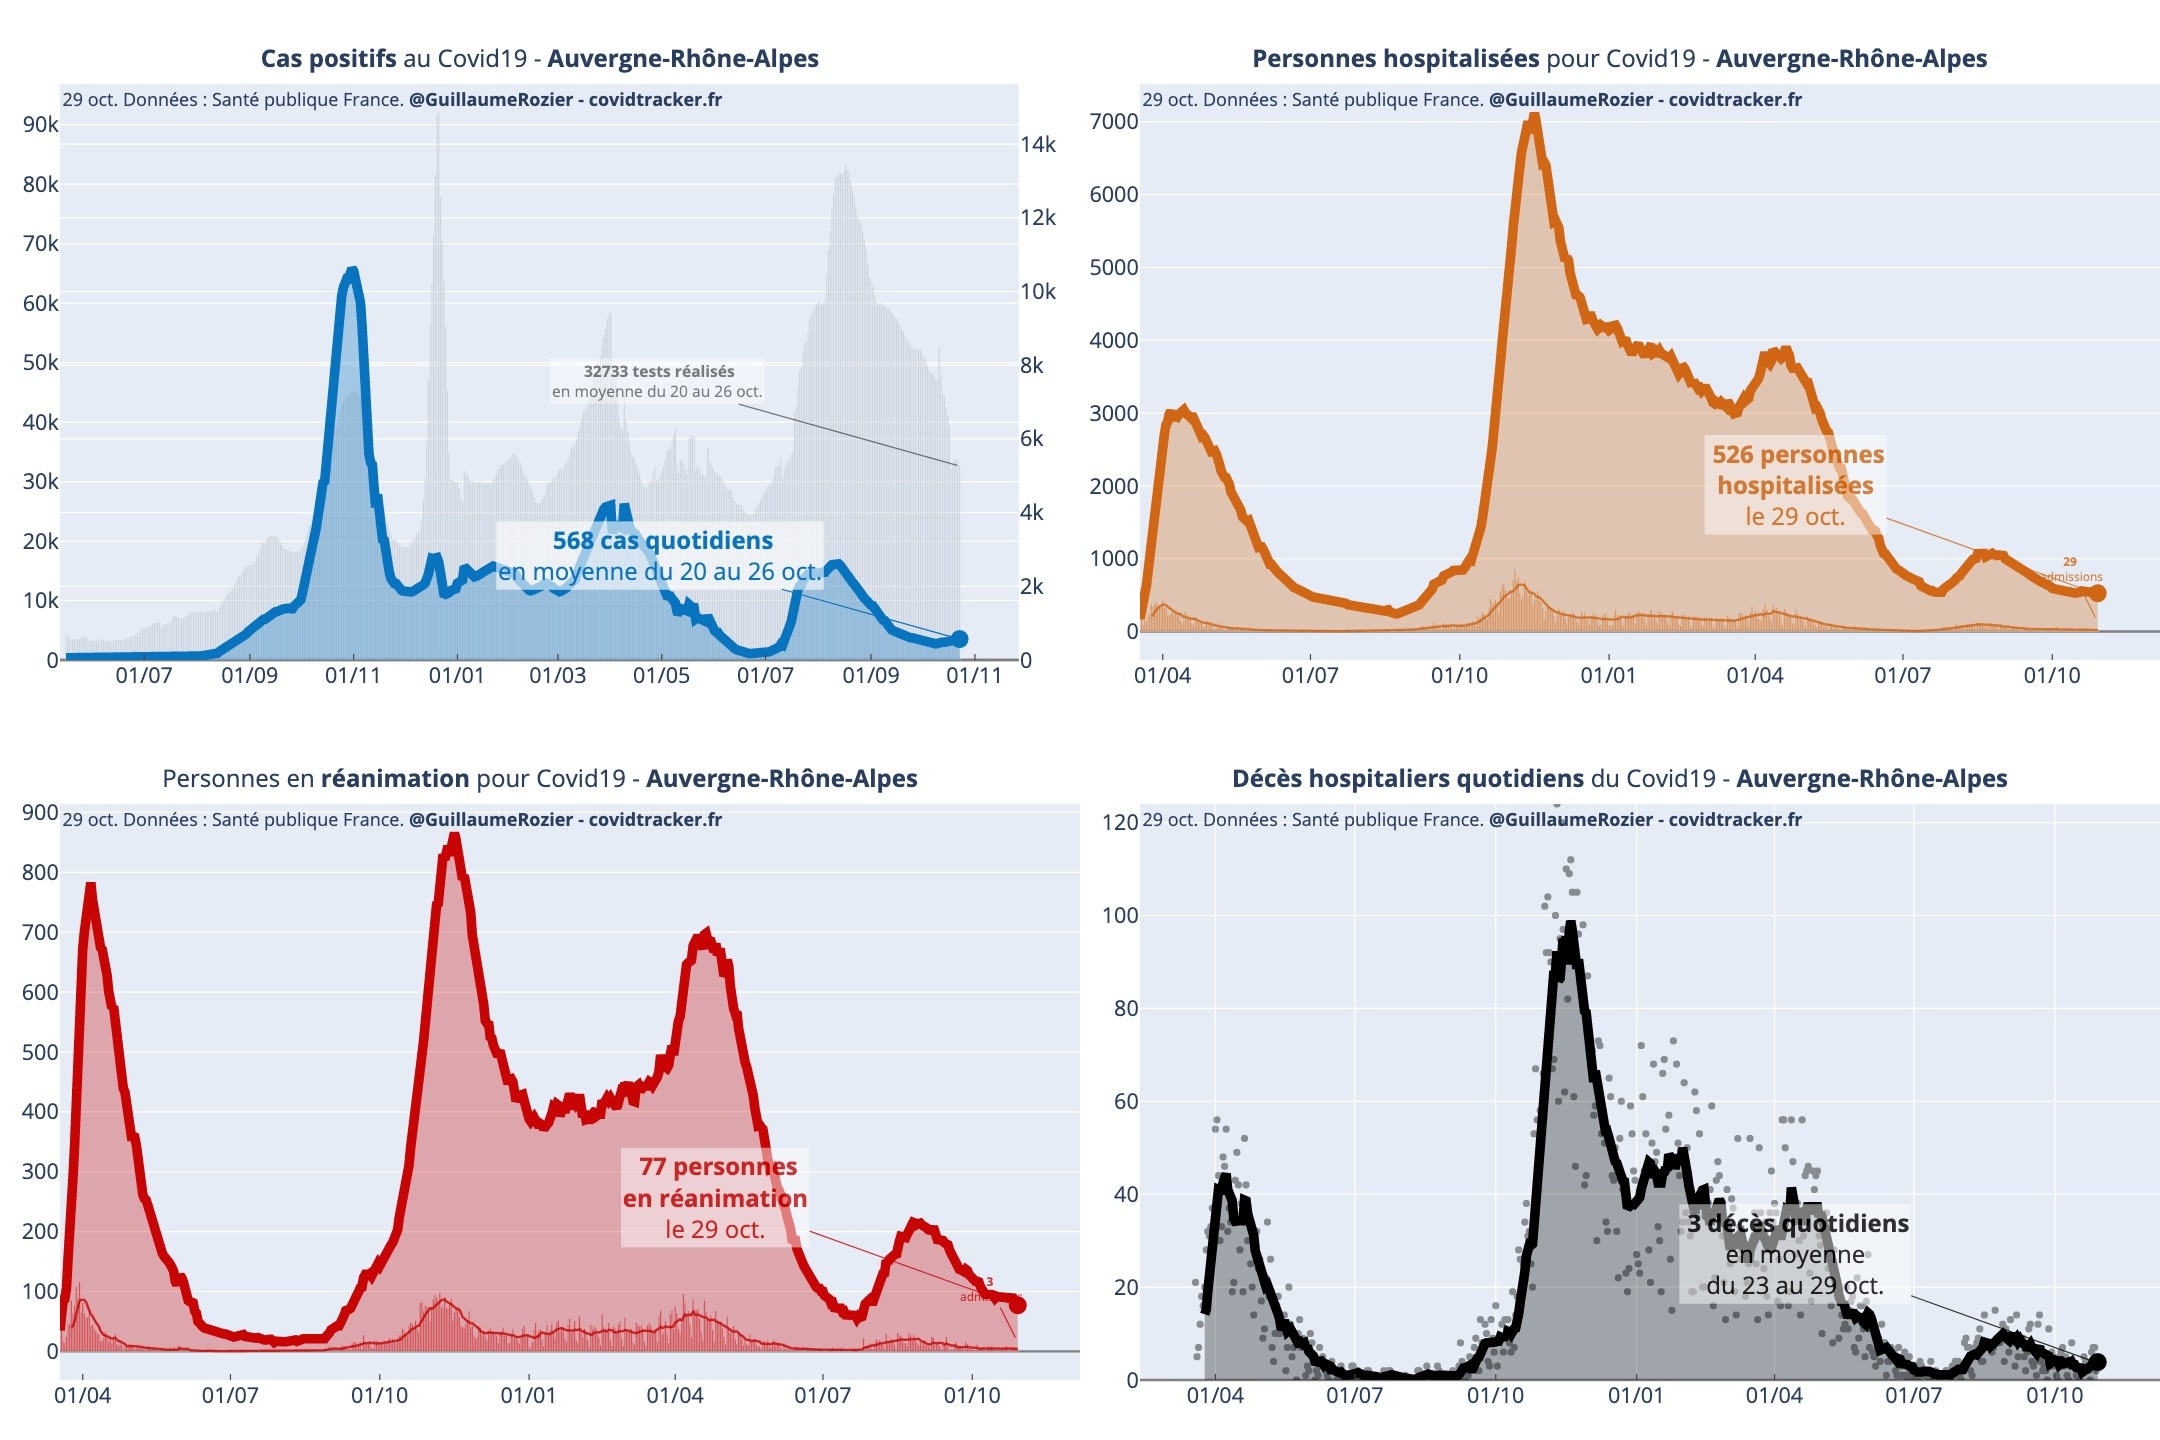 Cas positifs au Covid19 - Auvergne-Rhône-Alpes
29 oct. Données : Santé publique France. @GuillaumeRozier - covidtracker.fr
90k
80k
70k
60k
50k
40k
30k
20k
10k
0
14k
12k
10k
8k
6k
4k
2k
0
32733 tests réalisés
en moyenne du 20 au 26 oct.
568 cas quotidiens
en moyenne du 20 au 26 oct.
01/07 01/09 01/11 01/01 01/03 01/05 01/07 01/09 01/11
Personnes hospitalisées pour Covid19 - Auvergne-Rhône-Alpes
29 oct. Données : Santé publique France. @GuillaumeRozier - covidtracker.fr
7000
6000
5000
4000
3000
2000
1000
0
526 personnes
hospitalisées
le 29 oct.
29
admissions
01/04 01/07 01/10 01/01 01/04 01/07 01/10
Personnes en réanimation pour Covid19 - Auvergne-Rhône-Alpes
29 oct. Données : Santé publique France. @GuillaumeRozier - covidtracker.fr
900
800
700
600
500
400
300
200
100
0
77 personnes
en réanimation
le 29 oct.
3
01/04 01/07 01/10 01/01 01/04 01/07 01/10
Décès hospitaliers quotidiens du Covid19 - Auvergne-Rhône-Alpes
29 oct. Données : Santé publique France. @GuillaumeRozier - covidtracker.fr
120
100
80
60
40
20
0
3 décès quotidiens
en moyenne
du 23 au 29 oct.
01/04 01/07 01/10 01/01 01/04 01/07 01/10